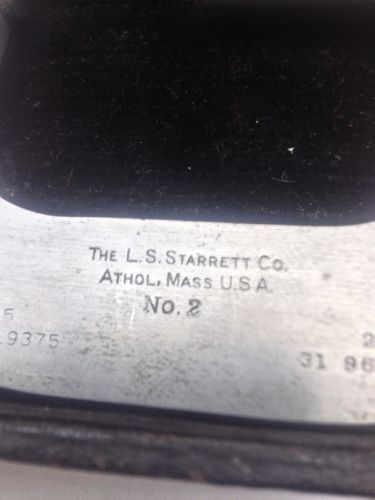 THE L.S. STARRETT CO.
ATHOL, MASS. U.S.A.
No. 2
5
.9375
2
31 96